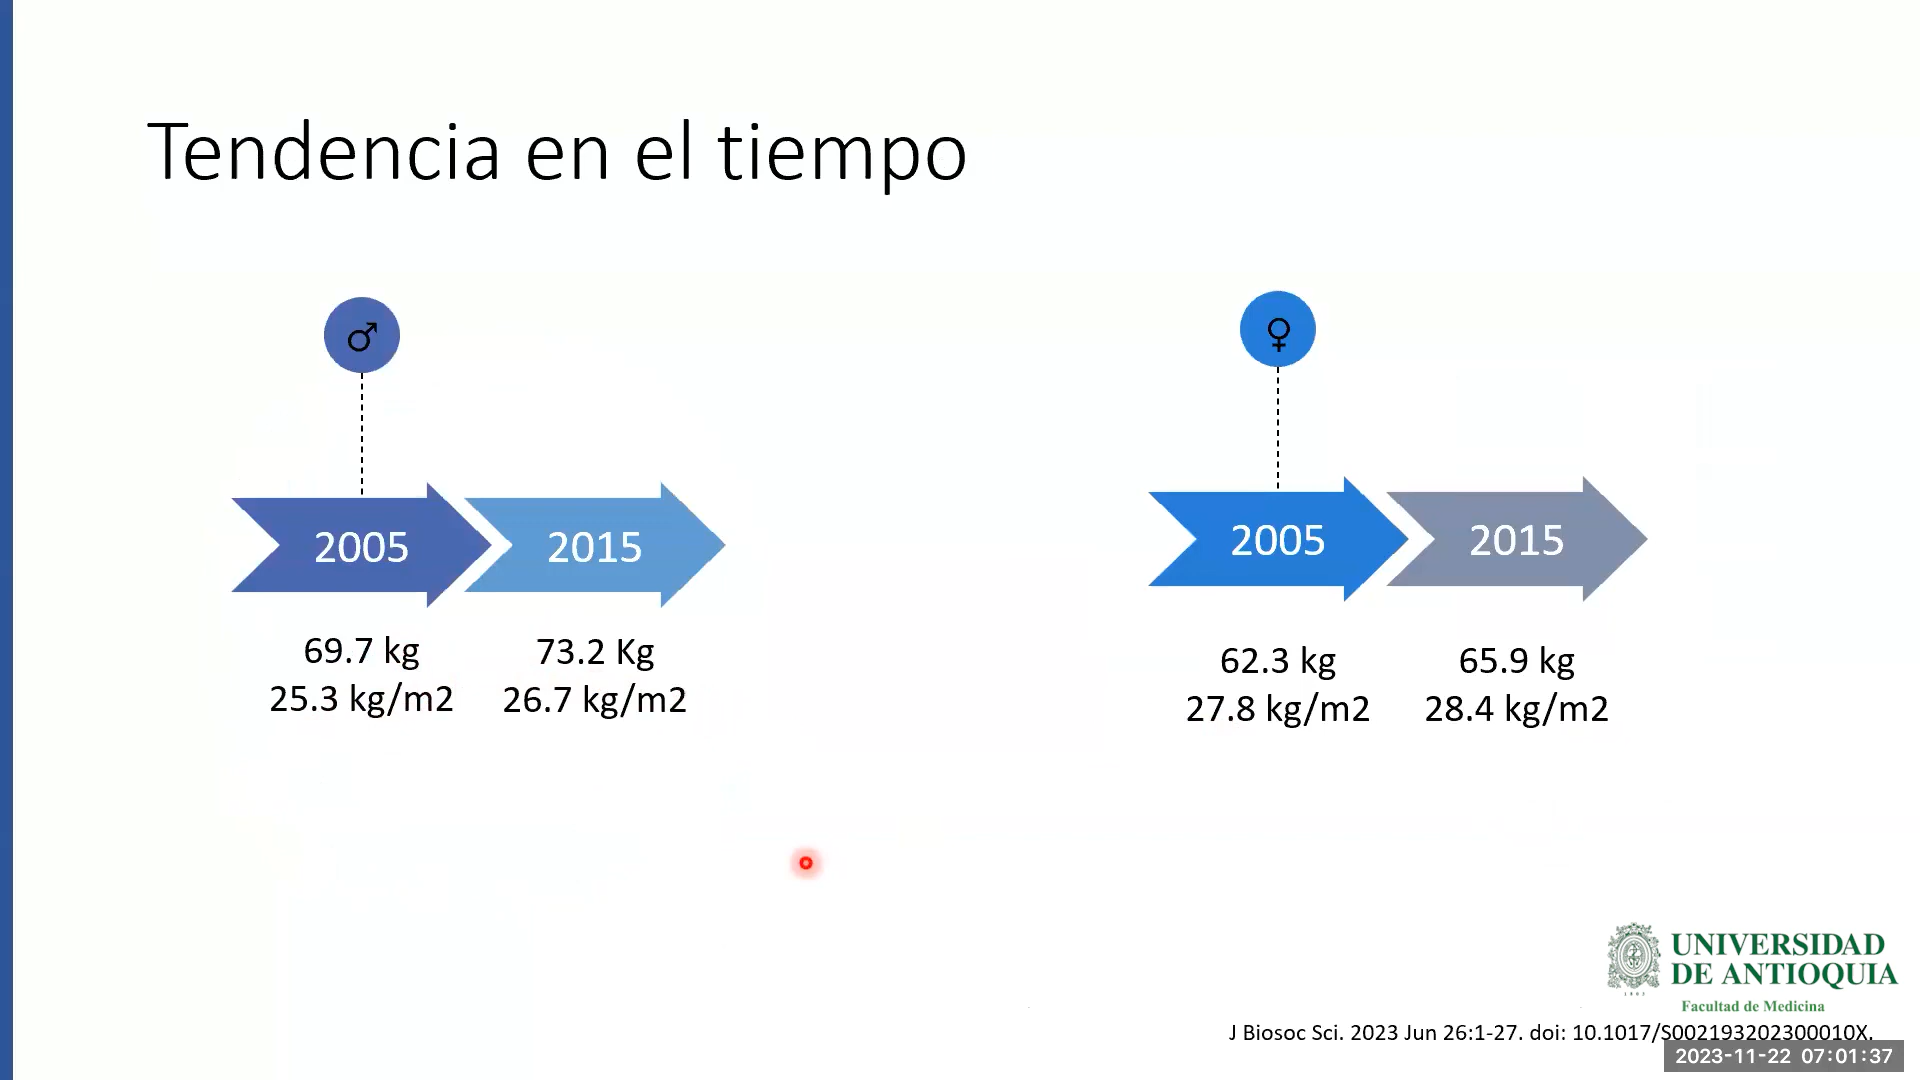 Tendencia en el tiempo
♂
♀
2005
2015
2005
2015
69.7 kg
25.3 kg/m2
73.2 Kg
26.7 kg/m2
62.3 kg
27.8 kg/m2
65.9 kg
28.4 kg/m2
UNIVERSIDAD
DE ANTIOQUIA
1803
Facultad de Medicina
J Biosoc Sci. 2023 Jun 26:1-27. doi: 10.1017/S002193202300010X.
2023-11-22 07:01:37